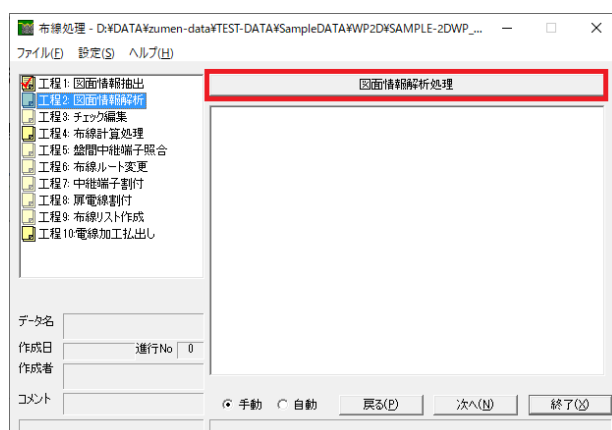 布線処理 - D:¥DATA¥zumen-data¥TEST-DATA¥SampleDATA¥WP2D¥SAMPLE-2DWP_...
ファイル(F) 設定(S) ヘルプ(H)
工程1: 図面情報抽出
工程2: 図面情報解析
工程3: チェック編集
工程4: 布線計算処理
工程5: 盤間中継端子照合
工程6: 布線ルート変更
工程7: 中継端子割付
工程8: 扉電線割付
工程9: 布線リスト作成
工程10:電線加工払出し
図面情報解析処理
データ名
作成日 進行No 0
作成者
コメント
手動 自動 戻る(P) 次へ(N) 終了(X)